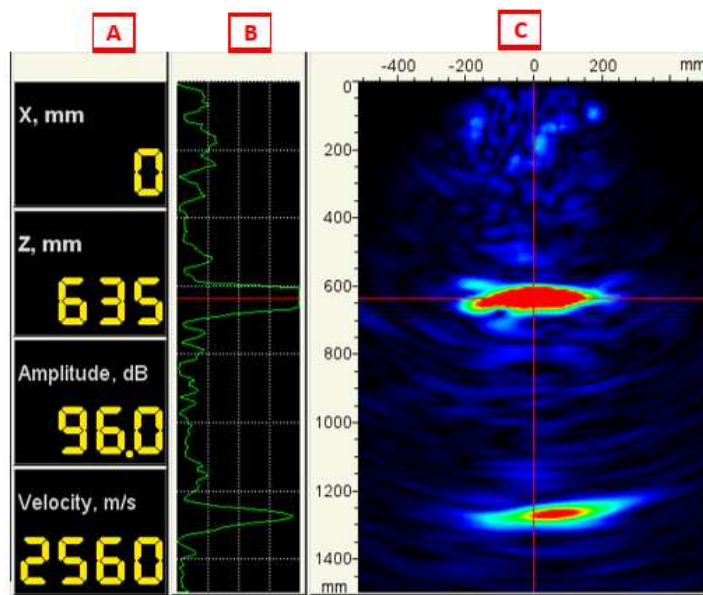 A
B
C
X, mm
0
Z, mm
635
Amplitude, dB
96.0
Velocity, m/s
2560
-400 -200 0 200 mm
0
200
400
600
800
1000
1200
1400
mm